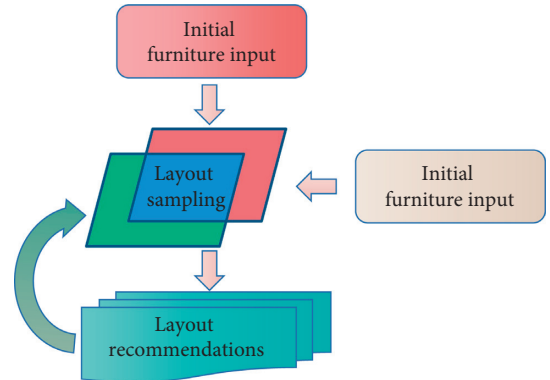 Initial
furniture input
Layout
sampling
Initial
furniture input
Layout
recommendations